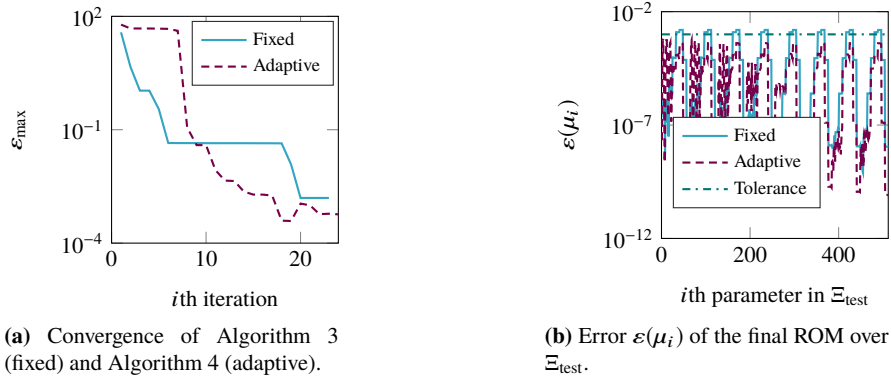 10^2
10^−1
10^−4
ε_max
0 10 20
ith iteration
Fixed
Adaptive
(a) Convergence of Algorithm 3
(fixed) and Algorithm 4 (adaptive).
10^−2
10^−7
10^−12
ε(μ_i)
0 200 400
ith parameter in Ξ_test
Fixed
Adaptive
Tolerance
(b) Error ε(μ_i) of the final ROM over
Ξ_test.